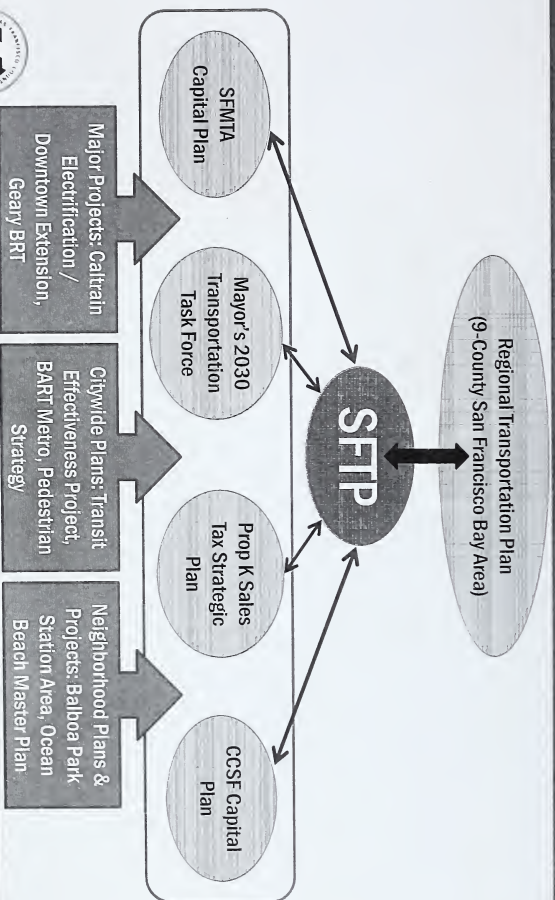 Regional Transportation Plan
(9-County San Francisco Bay Area)
SFTP
SFMTA
Capital Plan
Mayor's 2030
Transportation
Task Force
Prop K Sales
Tax Strategic
Plan
CCSF Capital
Plan
Major Projects: Caltrain
Electrification /
Downtown Extension,
Geary BRT
Citywide Plans: Transit
Effectiveness Project,
BART Metro, Pedestrian
Strategy
Neighborhood Plans &
Projects: Balboa Park
Station Area, Ocean
Beach Master Plan